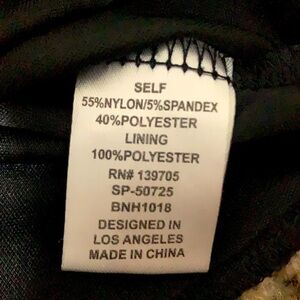 SELF
55%NYLON/5%SPANDEX
40%POLYESTER
LINING
100%POLYESTER
RN# 139705
SP-50725
BNH1018
DESIGNED IN
LOS ANGELES
MADE IN CHINA